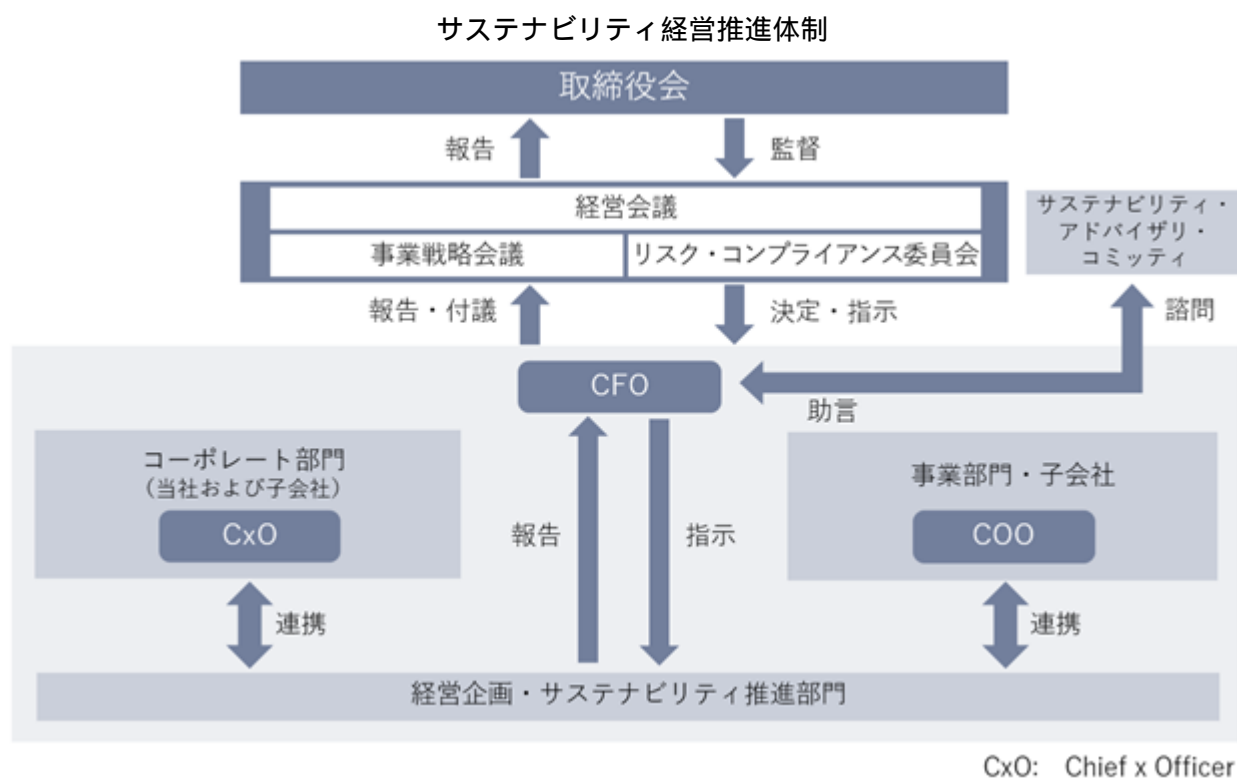 サステナビリティ経営推進体制
取締役会
報告
監督
経営会議
事業戦略会議
リスク・コンプライアンス委員会
サステナビリティ・
アドバイザリ・
コミッティ
報告・付議
決定・指示
諮問
CFO
助言
コーポレート部門
(当社および子会社)
CxO
報告
指示
事業部門・子会社
COO
連携
連携
経営企画・サステナビリティ推進部門
CxO: Chief x Officer